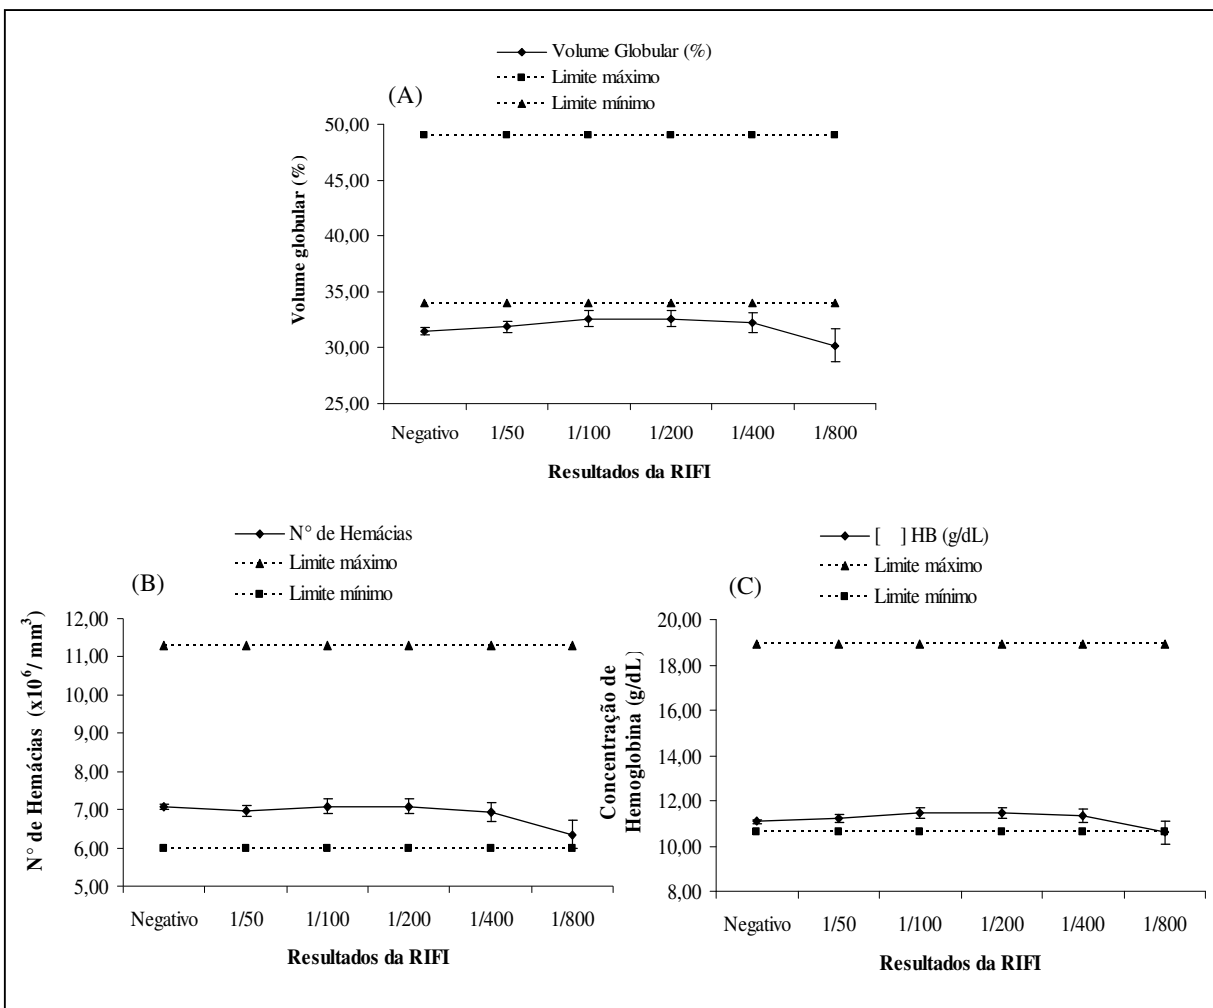 Volume Globular (%)
Limite máximo
Limite mínimo
(A)
50,00
45,00
40,00
35,00
30,00
25,00
Volume globular (%)
Negativo 1/50 1/100 1/200 1/400 1/800
Resultados da RIFI
N° de Hemácias
Limite máximo
Limite mínimo
(B)
12,00
11,00
10,00
9,00
8,00
7,00
6,00
5,00
N° de Hemácias (x10⁶/ mm³)
Negativo 1/50 1/100 1/200 1/400 1/800
Resultados da RIFI
[ ] HB (g/dL)
Limite máximo
Limite mínimo
(C)
20,00
18,00
16,00
14,00
12,00
10,00
8,00
Concentração de
Hemoglobina (g/dL)
Negativo 1/50 1/100 1/200 1/400 1/800
Resultados da RIFI